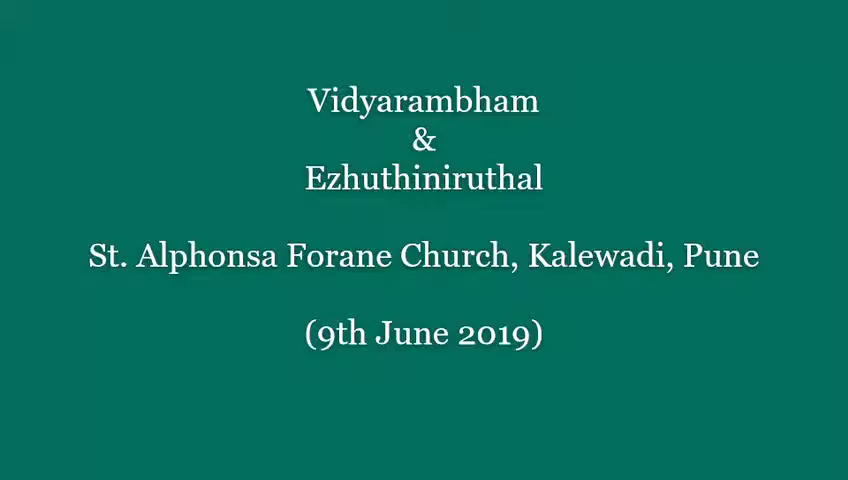 Vidyarambham
&
Ezhuthiniruthal
St. Alphonsa Forane Church, Kalewadi, Pune
(9th June 2019)